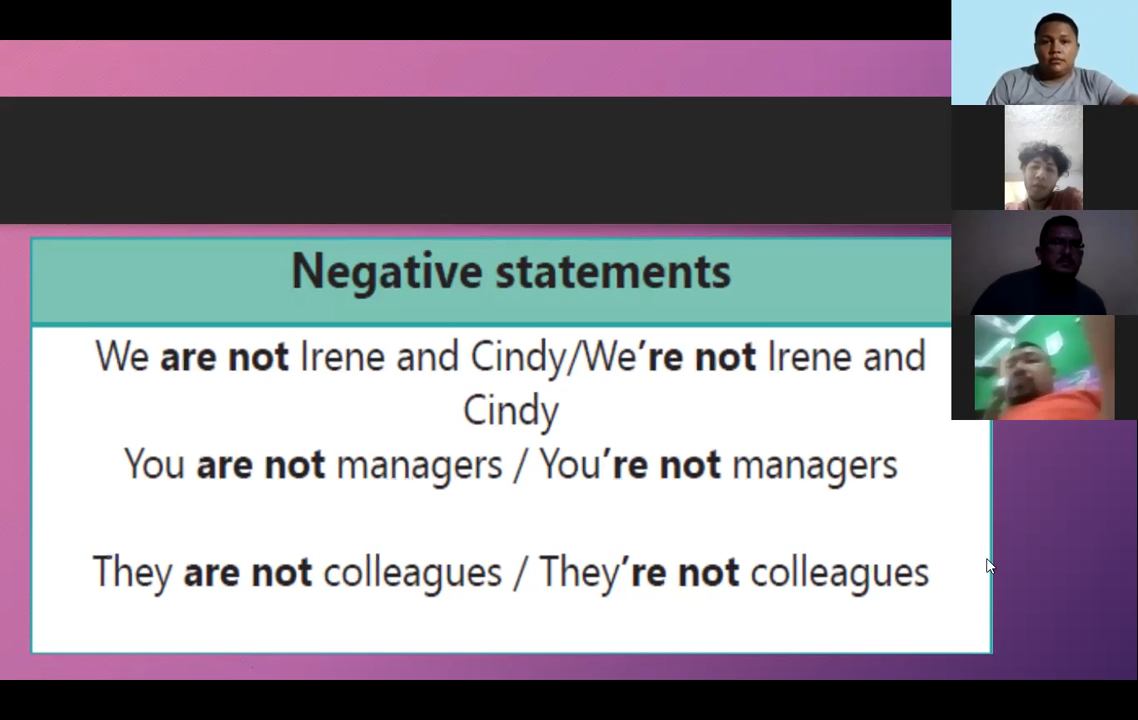 Negative statements
We are not Irene and Cindy/We're not Irene and
Cindy
You are not managers / You're not managers
They are not colleagues / They're not colleagues